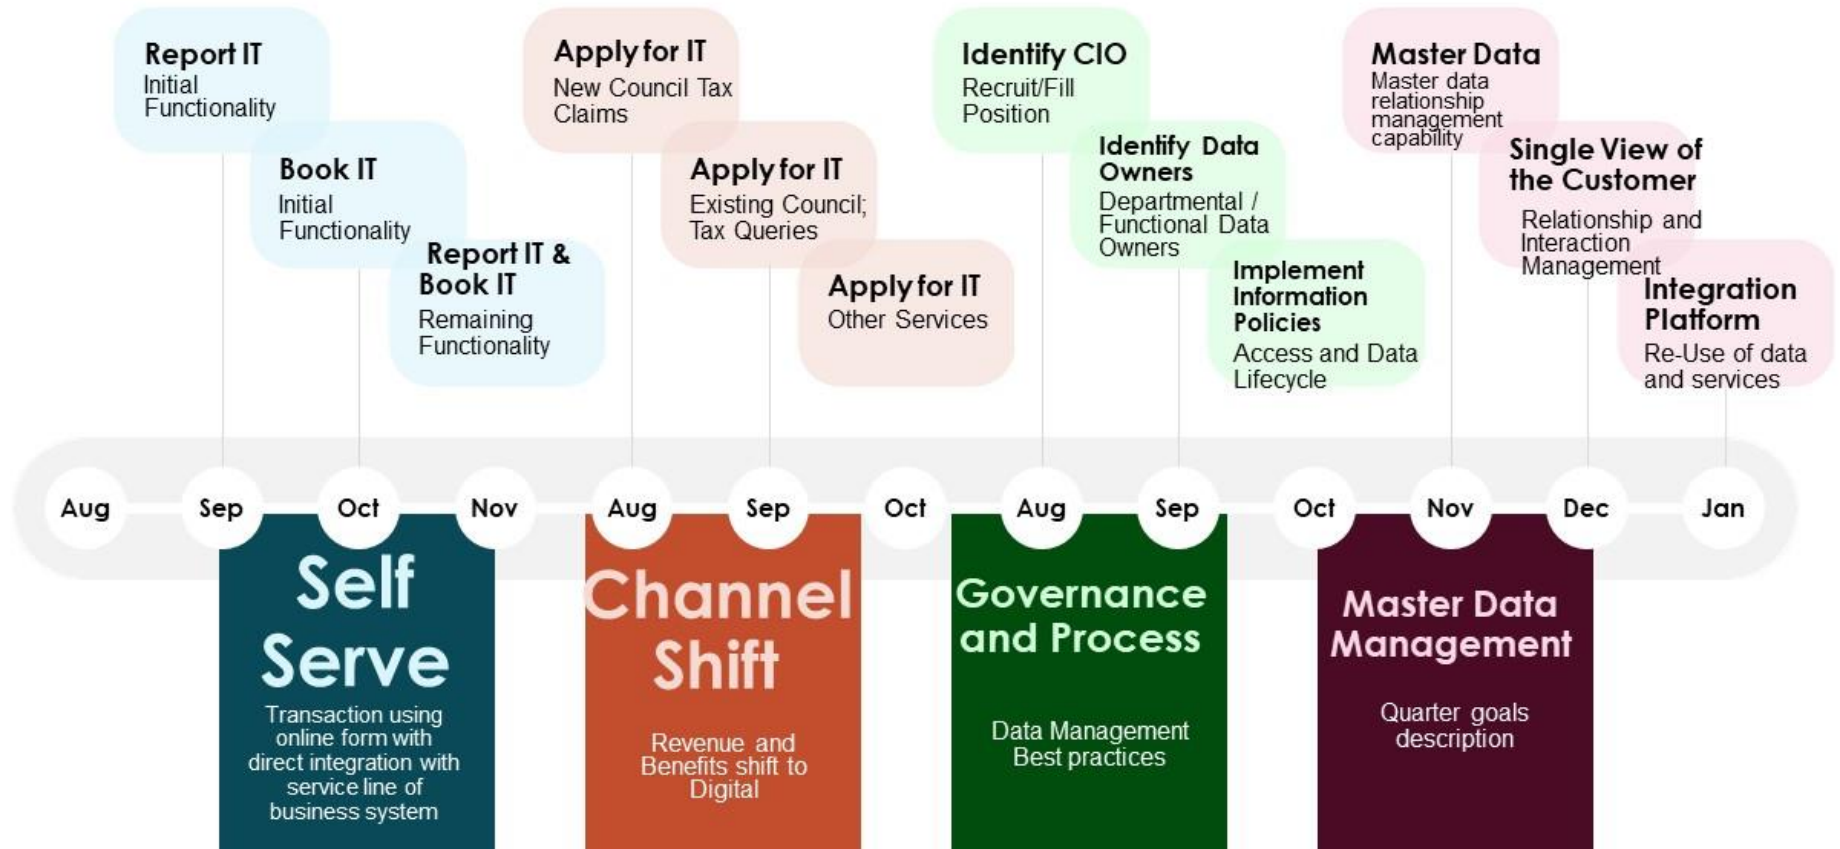 Report IT
Initial
Functionality
Book IT
Initial
Functionality
Report IT &
Book IT
Remaining
Functionality
Apply for IT
New Council Tax
Claims
Apply for IT
Existing Council;
Tax Queries
Apply for IT
Other Services
Identify CIO
Recruit/Fill
Position
Identify Data
Owners
Departmental /
Functional Data
Owners
Implement
Information
Policies
Access and Data
Lifecycle
Master Data
Master data
relationship
management
capability
Single View of
the Customer
Relationship and
Interaction
Management
Integration
Platform
Re-Use of data
and services
Aug
Sep
Oct
Nov
Aug
Sep
Oct
Aug
Sep
Oct
Nov
Dec
Jan
Self
Serve
Transaction using
online form with
direct integration with
service line of
business system
Channel
Shift
Revenue and
Benefits shift to
Digital
Governance
and Process
Data Management
Best practices
Master Data
Management
Quarter goals
description